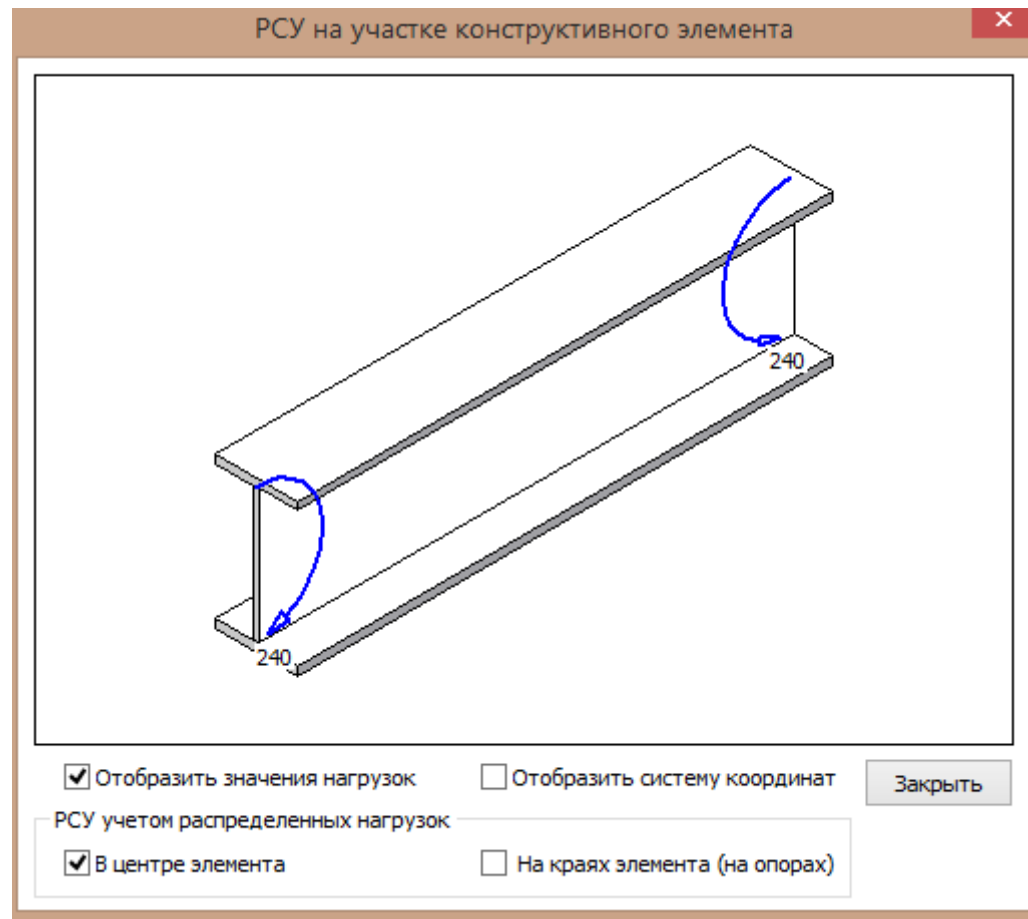 РСУ на участке конструктивного элемента
240
240
Отобразить значения нагрузок
Отобразить систему координат
Закрыть
РСУ учетом распределенных нагрузок
В центре элемента
На краях элемента (на опорах)